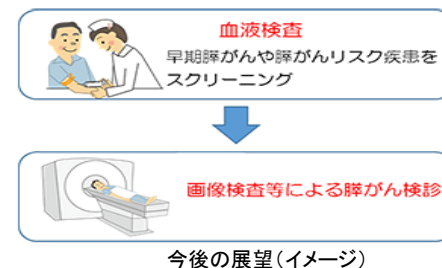 血液検査
早期膵がんや膵がんリスク疾患を
スクリーニング
画像検査等による膵がん検診
今後の展望(イメージ)